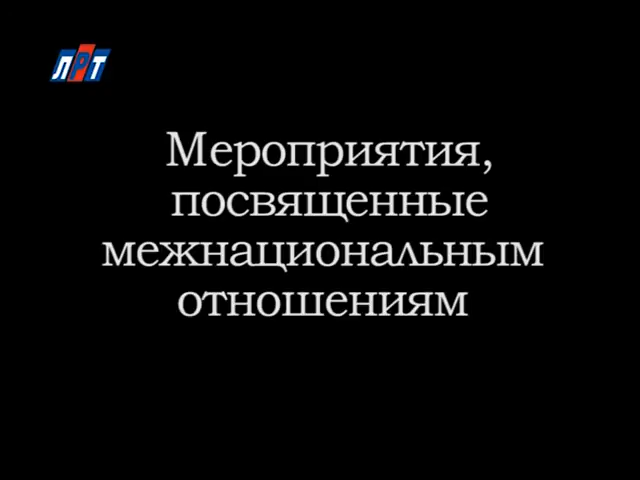 ЛРТ
Мероприятия,
посвященные
межнациональным
отношениям